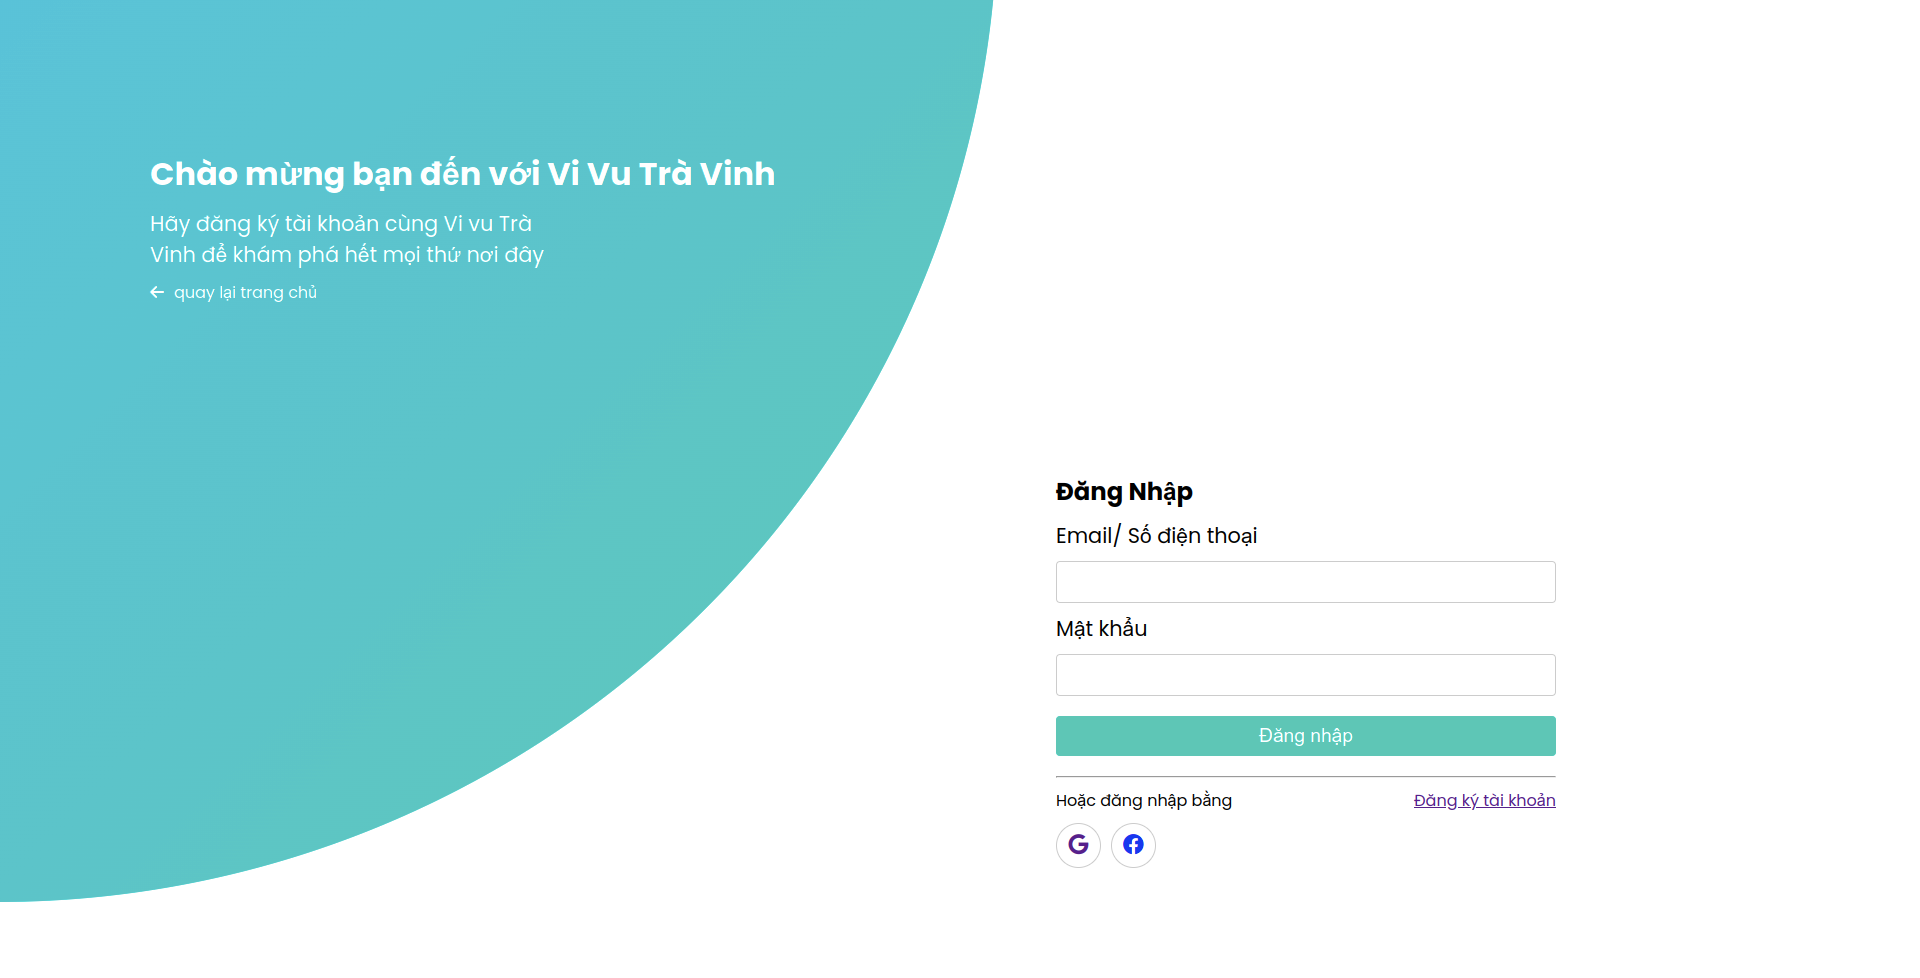 Chào mừng bạn đến với Vi Vu Trà Vinh
Hãy đăng ký tài khoản cùng Vi vu Trà
Vinh để khám phá hết mọi thứ nơi đây
quay lại trang chủ
Đăng Nhập
Email/ Số điện thoại
Mật khẩu
Đăng nhập
Hoặc đăng nhập bằng
Đăng ký tài khoản